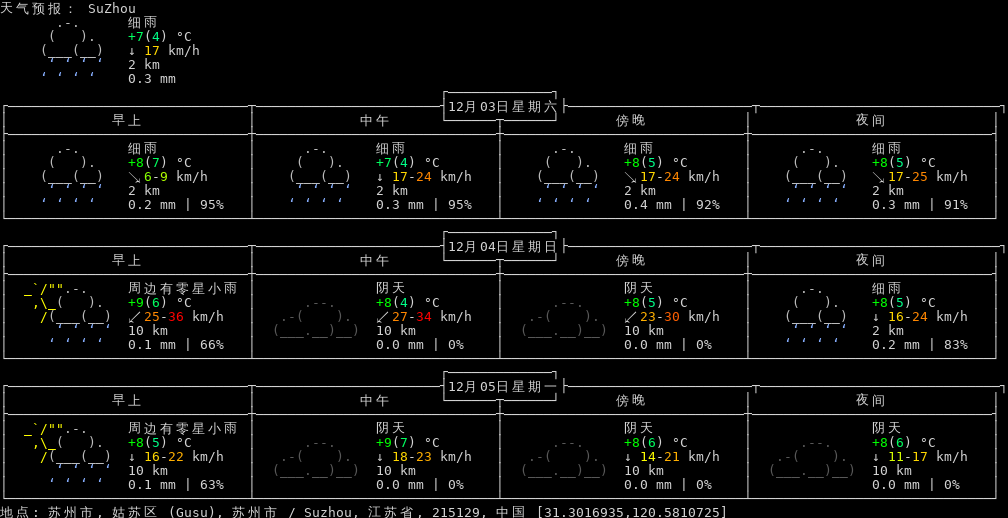 天气预报: SuZhou
细雨
+7(4) °C
↓ 17 km/h
2 km
0.3 mm
12月03日星期六
早上 中午 傍晚 夜间
细雨 细雨 细雨 细雨
+8(7) °C +7(4) °C +8(5) °C +8(5) °C
↘ 6-9 km/h ↓ 17-24 km/h ↘ 17-24 km/h ↘ 17-25 km/h
2 km 2 km 2 km 2 km
0.2 mm | 95% 0.3 mm | 95% 0.4 mm | 92% 0.3 mm | 91%
12月04日星期日
早上 中午 傍晚 夜间
周边有零星小雨 阴天 阴天 细雨
+9(6) °C +8(4) °C +8(5) °C +8(5) °C
↙ 25-36 km/h ↙ 27-34 km/h ↙ 23-30 km/h ↓ 16-24 km/h
10 km 10 km 10 km 2 km
0.1 mm | 66% 0.0 mm | 0% 0.0 mm | 0% 0.2 mm | 83%
12月05日星期一
早上 中午 傍晚 夜间
周边有零星小雨 阴天 阴天 阴天
+8(5) °C +9(7) °C +8(6) °C +8(6) °C
↓ 16-22 km/h ↓ 18-23 km/h ↓ 14-21 km/h ↓ 11-17 km/h
10 km 10 km 10 km 10 km
0.1 mm | 63% 0.0 mm | 0% 0.0 mm | 0% 0.0 mm | 0%
地点: 苏州市, 姑苏区 (Gusu), 苏州市 / Suzhou, 江苏省, 215129, 中国 [31.3016935,120.5810725]